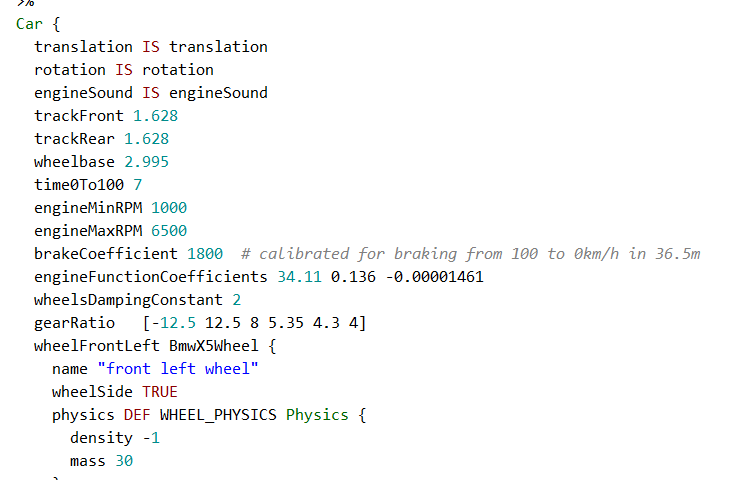 >%
Car {
  translation IS translation
  rotation IS rotation
  engineSound IS engineSound
  trackFront 1.628
  trackRear 1.628
  wheelbase 2.995
  time0To100 7
  engineMinRPM 1000
  engineMaxRPM 6500
  brakeCoefficient 1800  # calibrated for braking from 100 to 0km/h in 36.5m
  engineFunctionCoefficients 34.11 0.136 -0.00001461
  wheelsDampingConstant 2
  gearRatio   [-12.5 12.5 8 5.35 4.3 4]
  wheelFrontLeft BmwX5Wheel {
    name "front left wheel"
    wheelSide TRUE
    physics DEF WHEEL_PHYSICS Physics {
      density -1
      mass 30